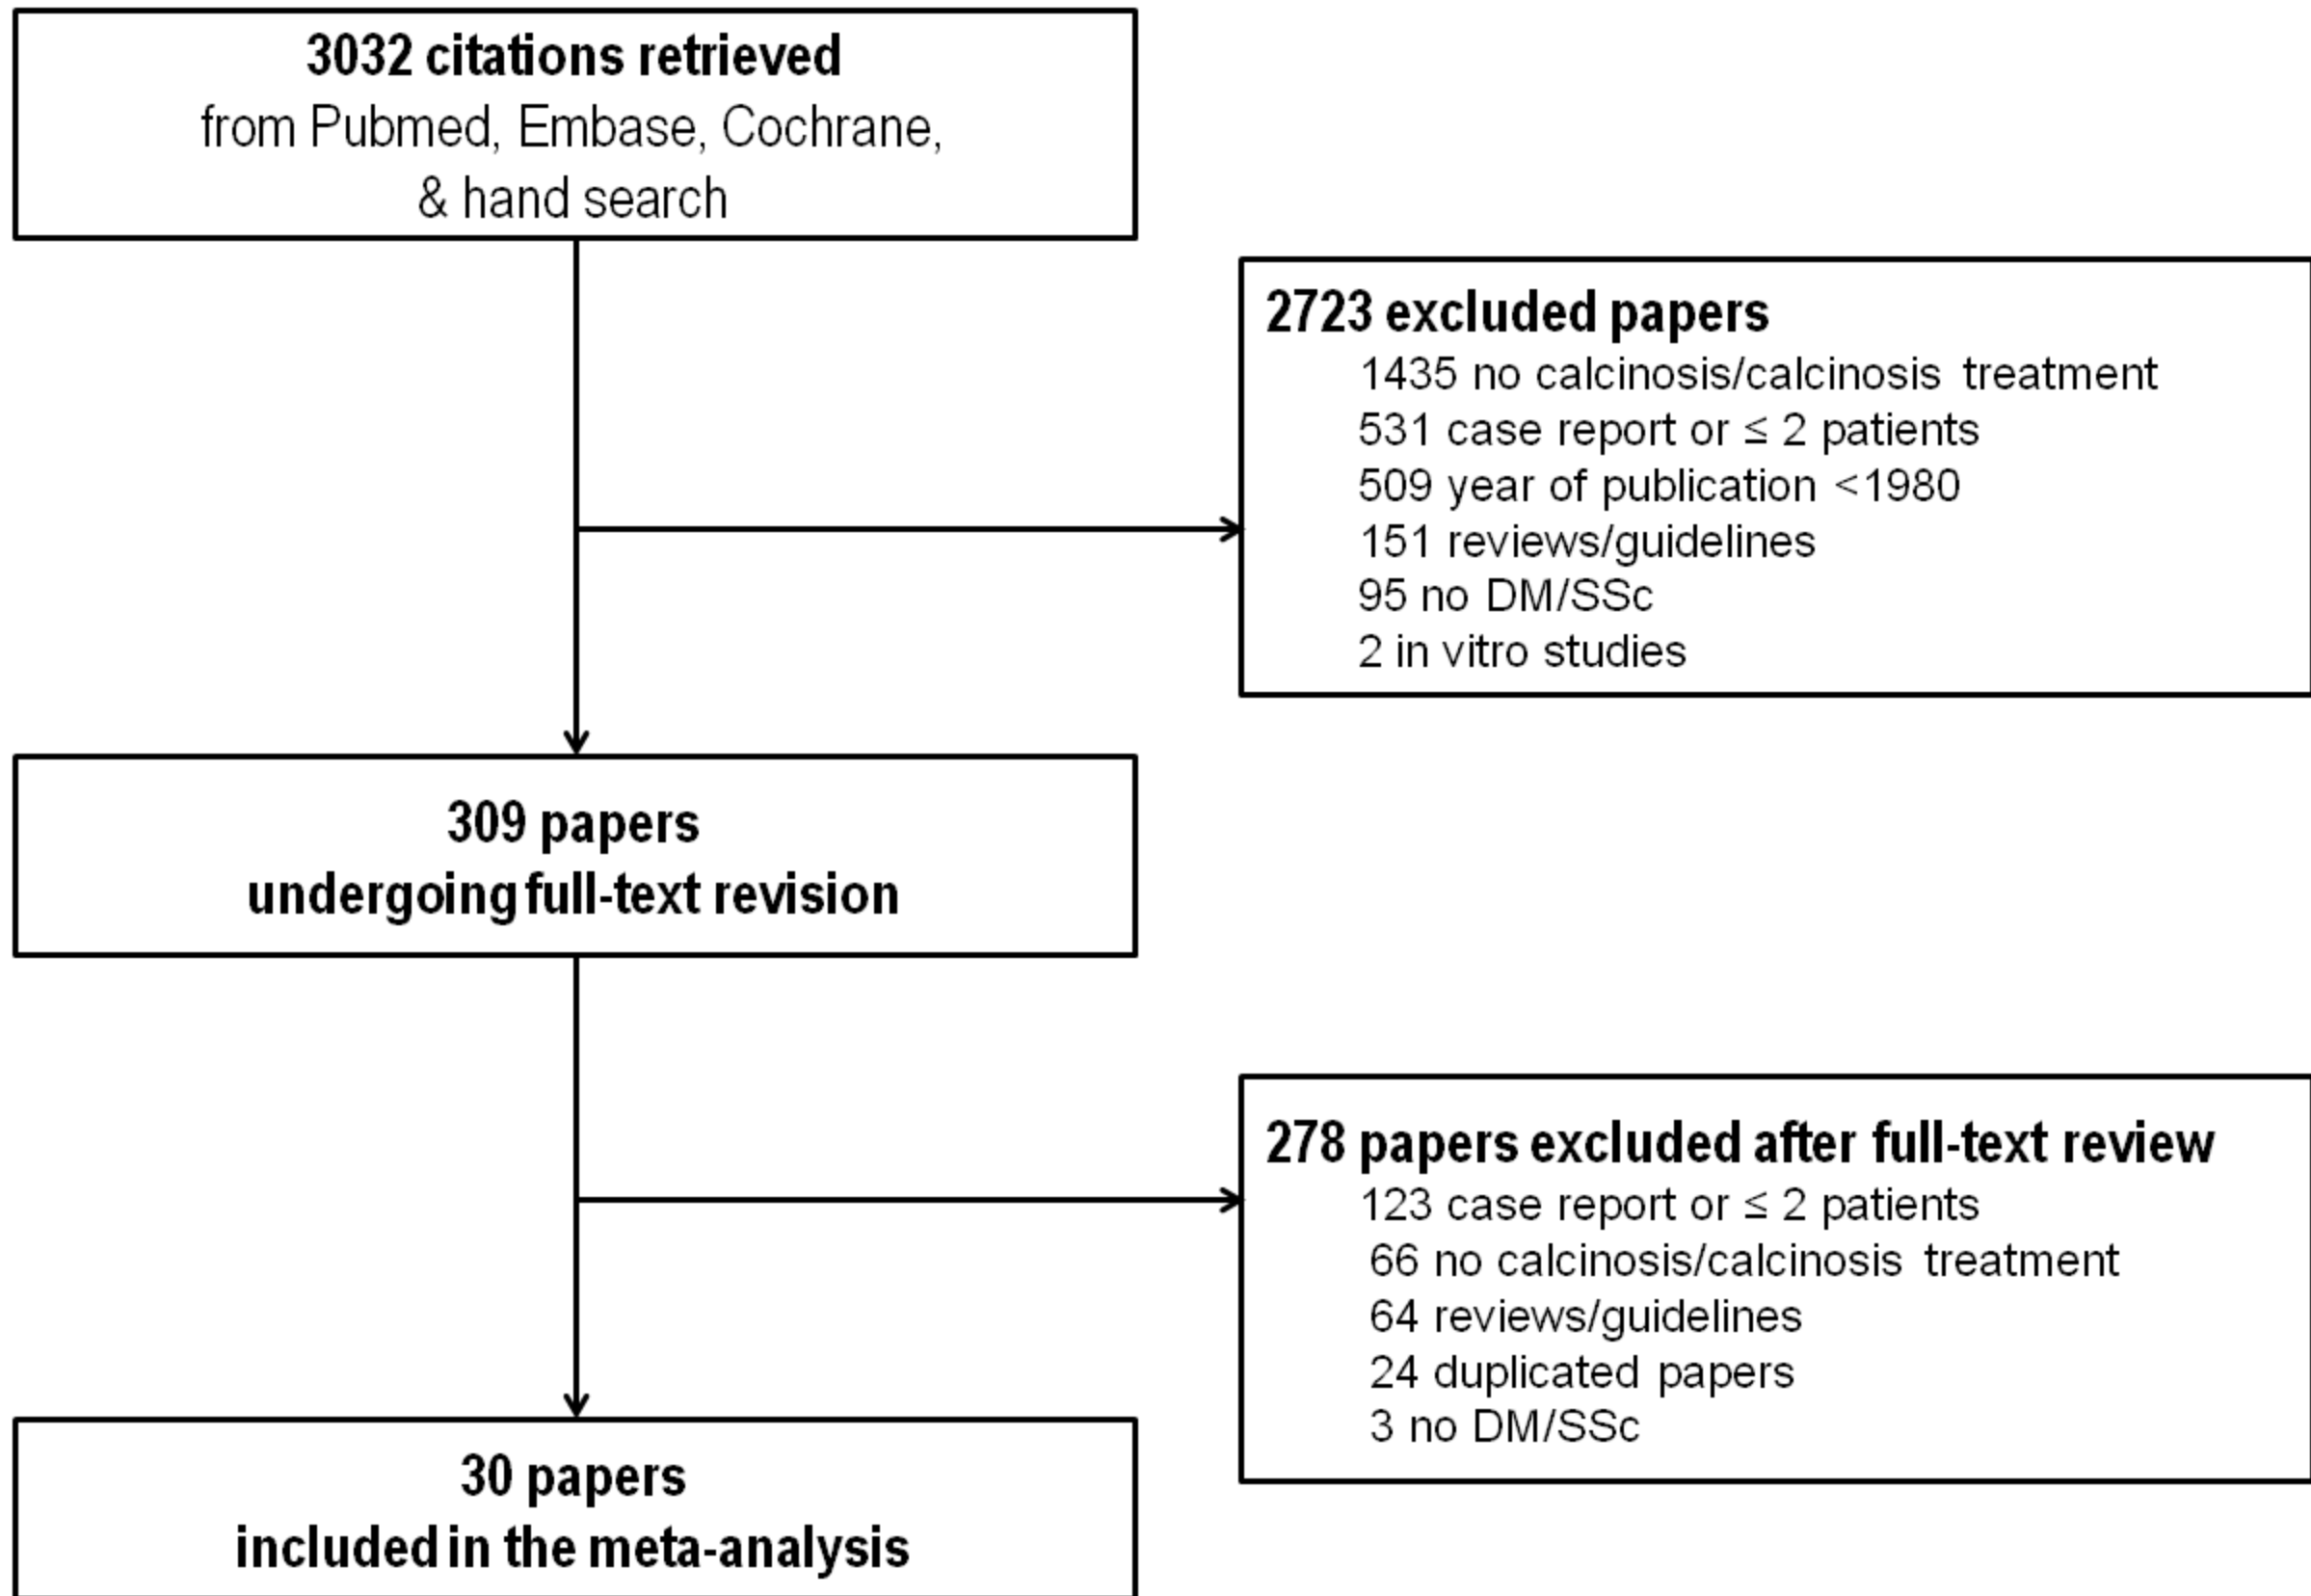 3032 citations retrieved
from Pubmed, Embase, Cochrane,
& hand search
2723 excluded papers
1435 no calcinosis/calcinosis treatment
531 case report or ≤ 2 patients
509 year of publication <1980
151 reviews/guidelines
95 no DM/SSc
2 in vitro studies
309 papers
undergoing full-text revision
278 papers excluded after full-text review
123 case report or ≤ 2 patients
66 no calcinosis/calcinosis treatment
64 reviews/guidelines
24 duplicated papers
3 no DM/SSc
30 papers
included in the meta-analysis